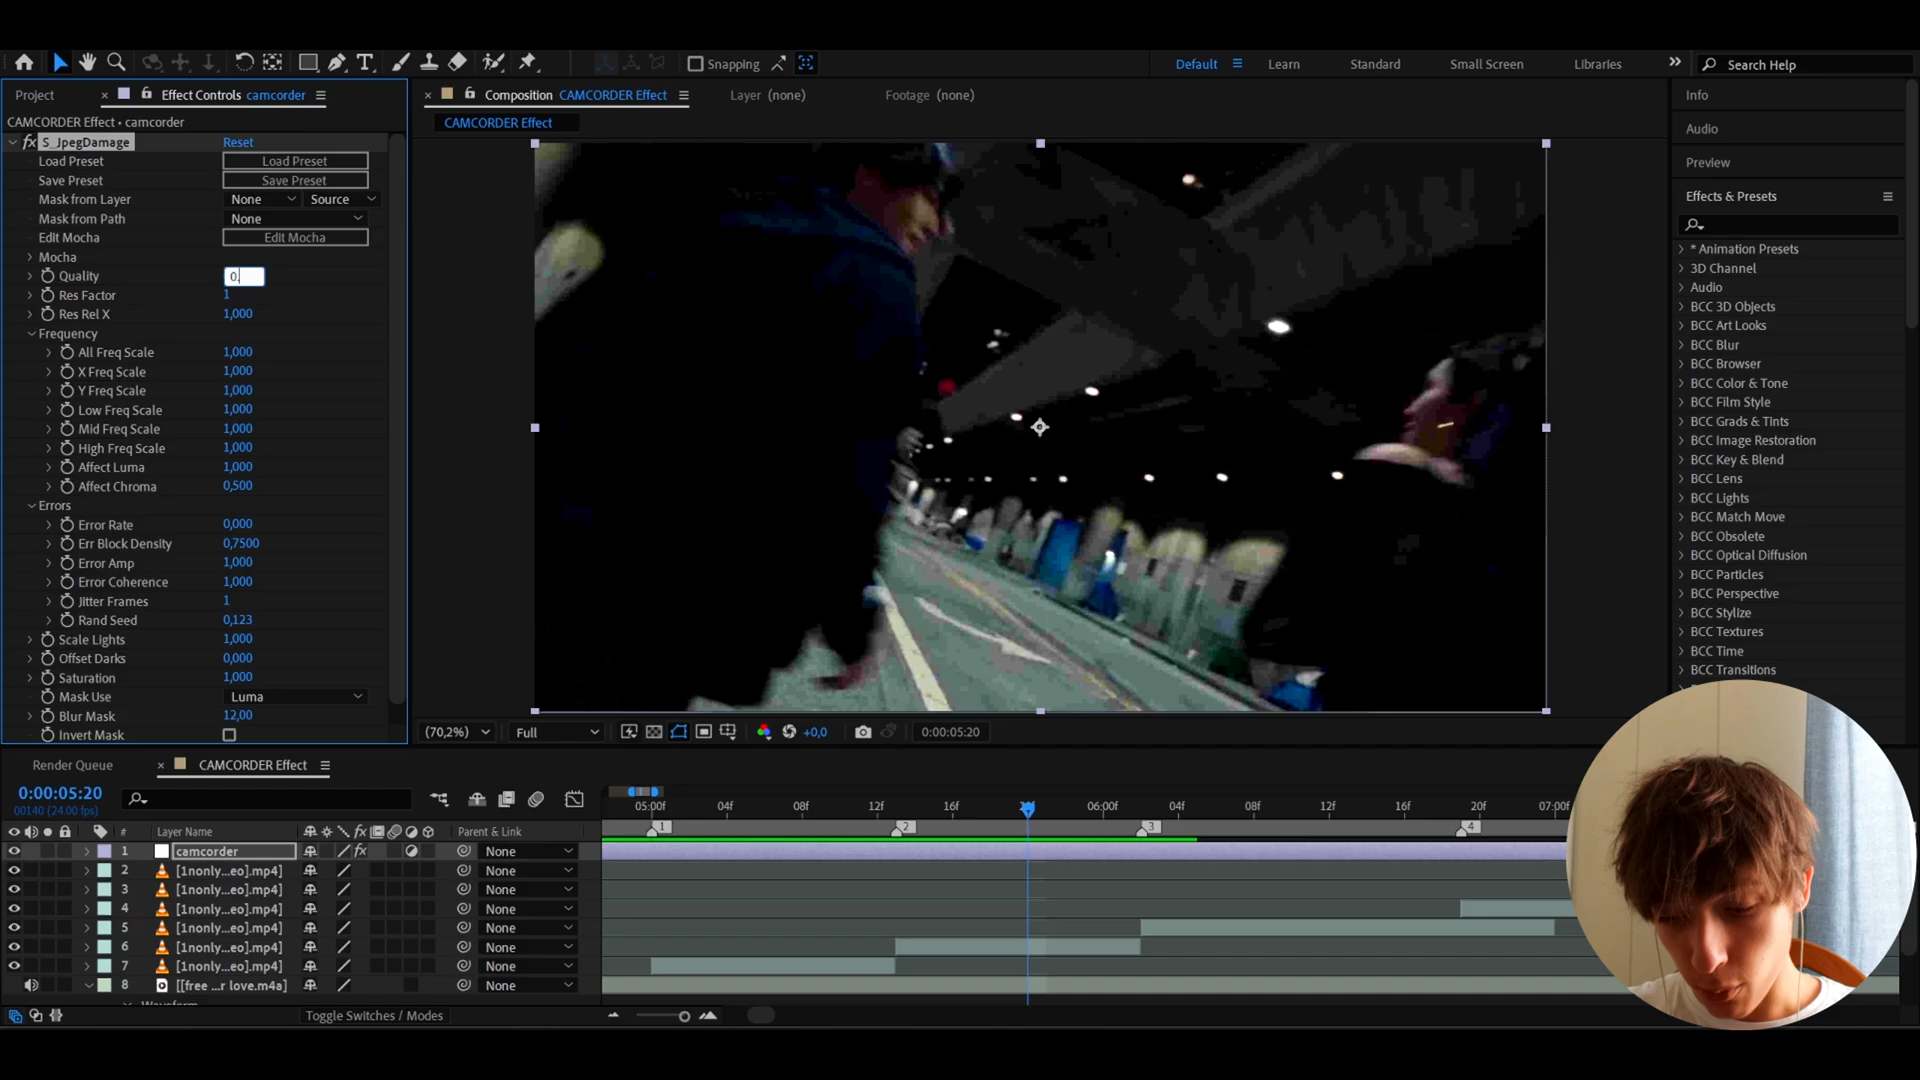 Snapping
Default
Learn
Standard
Small Screen
Libraries
Search Help
Project
Effect Controls camcorder
Composition CAMCORDER Effect
Layer (none)
Footage (none)
Info
CAMCORDER Effect • camcorder
CAMCORDER Effect
Audio
fx S_JpegDamage Reset
Load Preset Load Preset
Save Preset Save Preset
Preview
Mask from Layer None Source
Effects & Presets
Mask from Path None
Edit Mocha Edit Mocha
Mocha
Quality 0.
Res Factor 1
Res Rel X 1,000
Frequency
All Freq Scale 1,000
X Freq Scale 1,000
Y Freq Scale 1,000
Low Freq Scale 1,000
Mid Freq Scale 1,000
High Freq Scale 1,000
Affect Luma 1,000
Affect Chroma 0,500
Errors
Error Rate 0,000
Err Block Density 0,7500
Error Amp 1,000
Error Coherence 1,000
Jitter Frames 1
Rand Seed 0,123
Scale Lights 1,000
Offset Darks 0,000
Saturation 1,000
Mask Use Luma
Blur Mask 12,00
Invert Mask
* Animation Presets
3D Channel
Audio
BCC 3D Objects
BCC Art Looks
BCC Blur
BCC Browser
BCC Color & Tone
BCC Film Style
BCC Grads & Tints
BCC Image Restoration
BCC Key & Blend
BCC Lens
BCC Lights
BCC Match Move
BCC Obsolete
BCC Optical Diffusion
BCC Particles
BCC Perspective
BCC Stylize
BCC Textures
BCC Time
BCC Transitions
(70,2%) Full +0,0 0:00:05:20
Render Queue
CAMCORDER Effect
0:00:05:20
00140 (24.00 fps)
05:00f 04f 08f 12f 16f 20f 06:00f 04f 08f 12f 16f 20f 07:00f
1 2 3 4
# Layer Name fx Parent & Link
1 camcorder fx None
2 [1nonly...eo].mp4] None
3 [1nonly...eo].mp4] None
4 [1nonly...eo].mp4] None
5 [1nonly...eo].mp4] None
6 [1nonly...eo].mp4] None
7 [1nonly...eo].mp4] None
8 [[free ...r love.m4a] None
Waveform
Toggle Switches / Modes